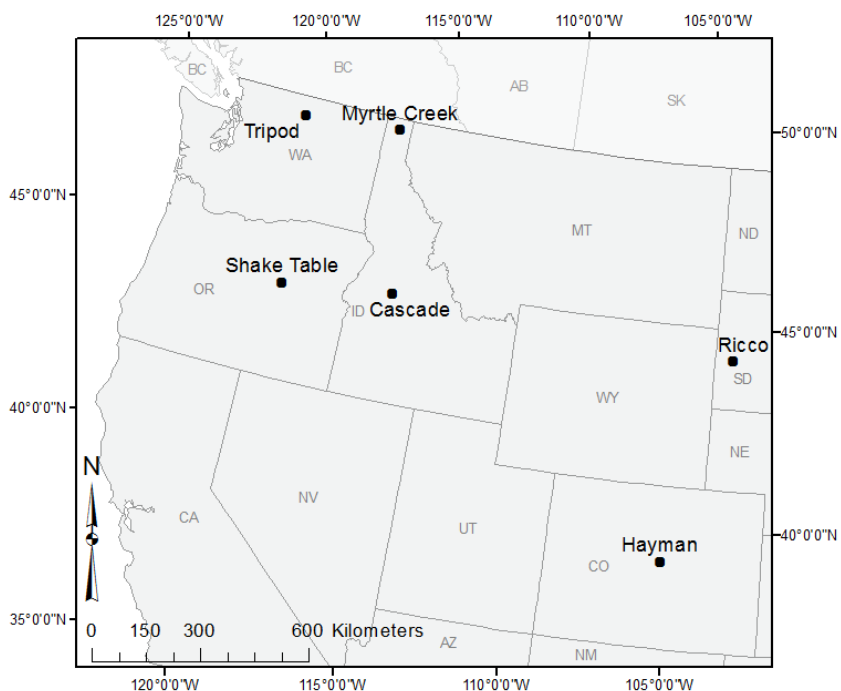 125°0'0"W 120°0'0"W 115°0'0"W 110°0'0"W 105°0'0"W
BC
BC
AB
SK
Myrtle Creek
Tripod
WA
50°0'0"N
45°0'0"N
MT
ND
Shake Table
OR
ID
Cascade
45°0'0"N
Ricco
SD
WY
40°0'0"N
NE
N
NV
CA
UT
Hayman
CO
40°0'0"N
35°0'0"N
0 150 300 600 Kilometers
AZ
NM
120°0'0"W 115°0'0"W 110°0'0"W 105°0'0"W